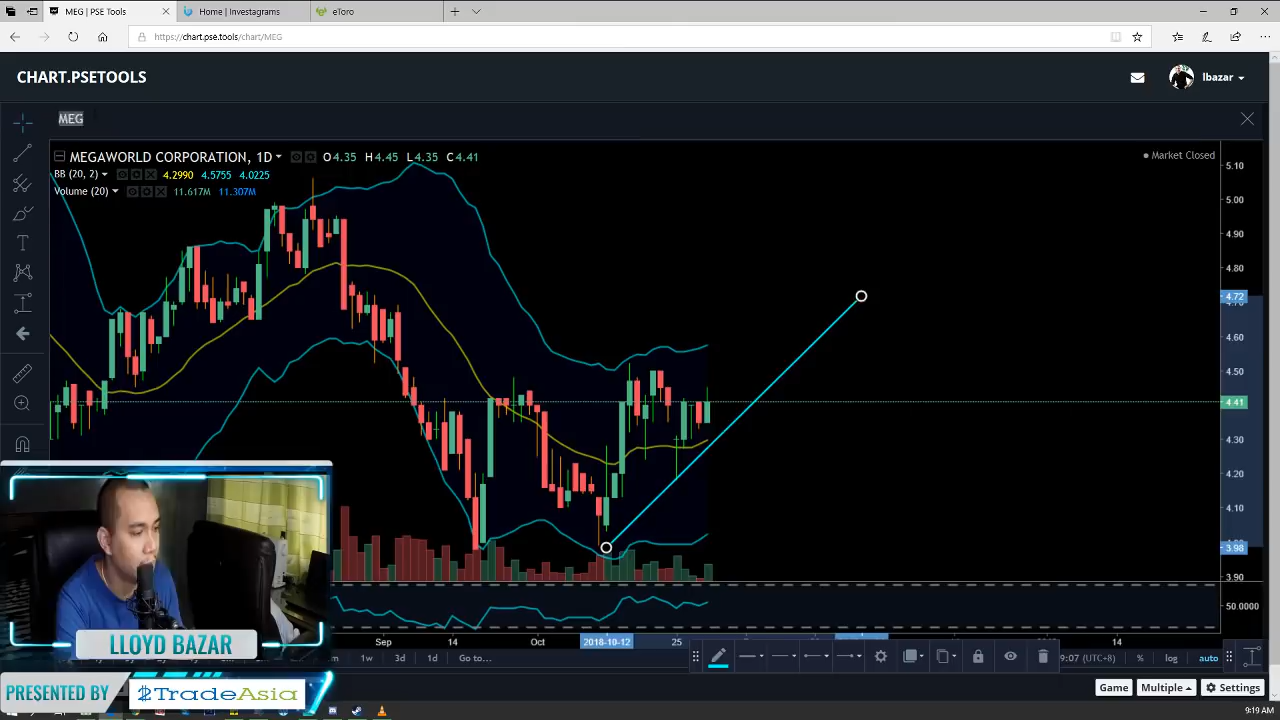 MEG | PSE Tools
Home | Investagrams
eToro
https://chart.pse.tools/chart/MEG
CHART.PSETOOLS
lbazar
MEG
MEGAWORLD CORPORATION, 1D O4.35 H4.45 L4.35 C4.41
Market Closed
BB (20, 2) 4.2990 4.5755 4.0225
Volume (20) 11.617M 11.307M
5.10
5.00
4.90
4.80
4.72
4.60
4.50
4.41
4.30
4.20
4.10
3.98
3.90
50.0000
Sep 14 Oct 2018-10-12 25 14
1w 3d 1d Go to... 9:07 (UTC+8) % log auto
LLOYD BAZAR
PRESENTED BY $TradeAsia
Game Multiple Settings
9:19 AM